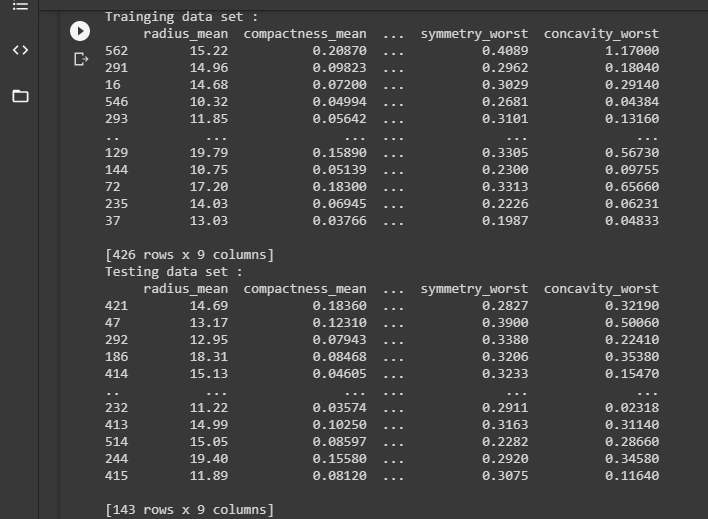 Trainging data set :
radius_mean compactness_mean ... symmetry_worst concavity_worst
562 15.22 0.20870 ... 0.4089 1.17000
291 14.96 0.09823 ... 0.2962 0.18040
16 14.68 0.07200 ... 0.3029 0.29140
546 10.32 0.04994 ... 0.2681 0.04384
293 11.85 0.05642 ... 0.3101 0.13160
.. ... ... ... ... ...
129 19.79 0.15890 ... 0.3305 0.56730
144 10.75 0.05139 ... 0.2300 0.09755
72 17.20 0.18300 ... 0.3313 0.65660
235 14.03 0.06945 ... 0.2226 0.06231
37 13.03 0.03766 ... 0.1987 0.04833
[426 rows x 9 columns]
Testing data set :
radius_mean compactness_mean ... symmetry_worst concavity_worst
421 14.69 0.18360 ... 0.2827 0.32190
47 13.17 0.12310 ... 0.3900 0.50060
292 12.95 0.07943 ... 0.3380 0.22410
186 18.31 0.08468 ... 0.3206 0.35380
414 15.13 0.04605 ... 0.3233 0.15470
.. ... ... ... ... ...
232 11.22 0.03574 ... 0.2911 0.02318
413 14.99 0.10250 ... 0.3163 0.31140
514 15.05 0.08597 ... 0.2282 0.28660
244 19.40 0.15580 ... 0.2920 0.34580
415 11.89 0.08120 ... 0.3075 0.11640
[143 rows x 9 columns]